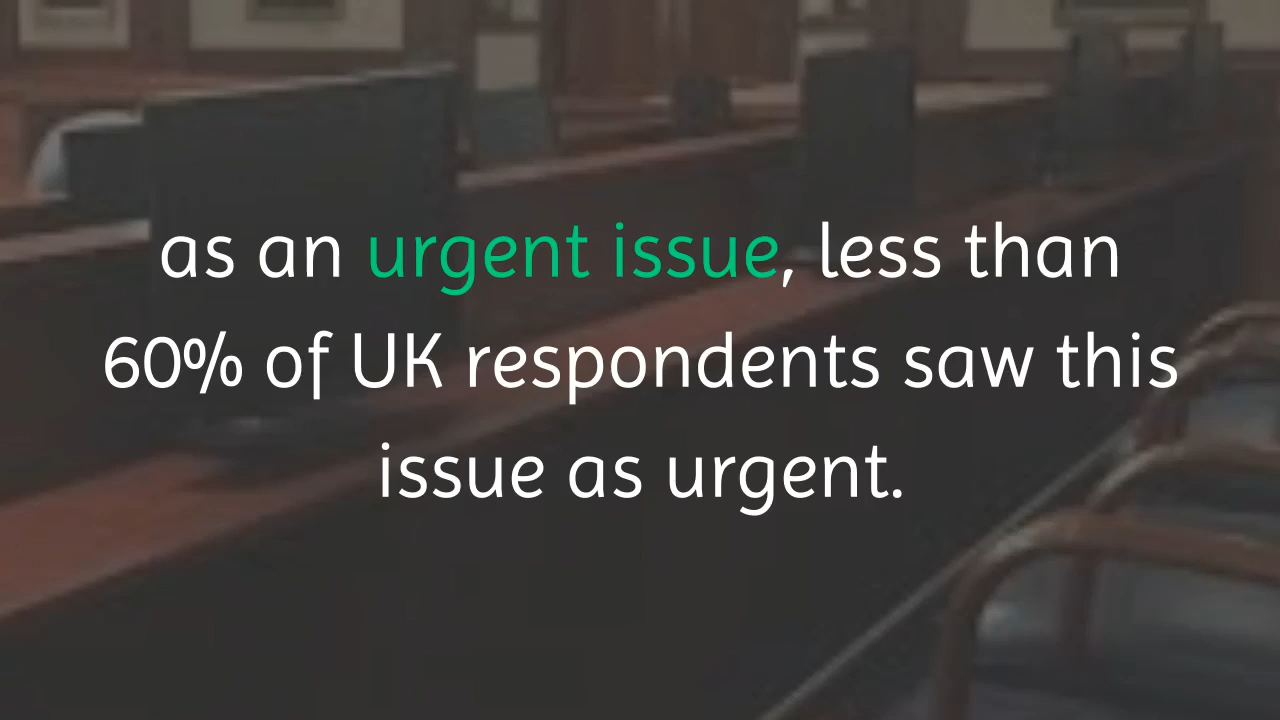 as an urgent issue, less than
60% of UK respondents saw this
issue as urgent.